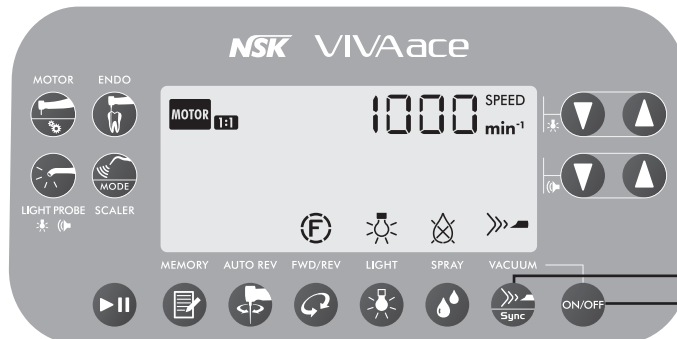 NSK VIVAace
MOTOR ENDO
MOTOR 1:1 1000 SPEED
min-1
MODE
LIGHT PROBE SCALER
F
MEMORY AUTO REV FWD/REV LIGHT SPRAY VACUUM
Sync ON/OFF